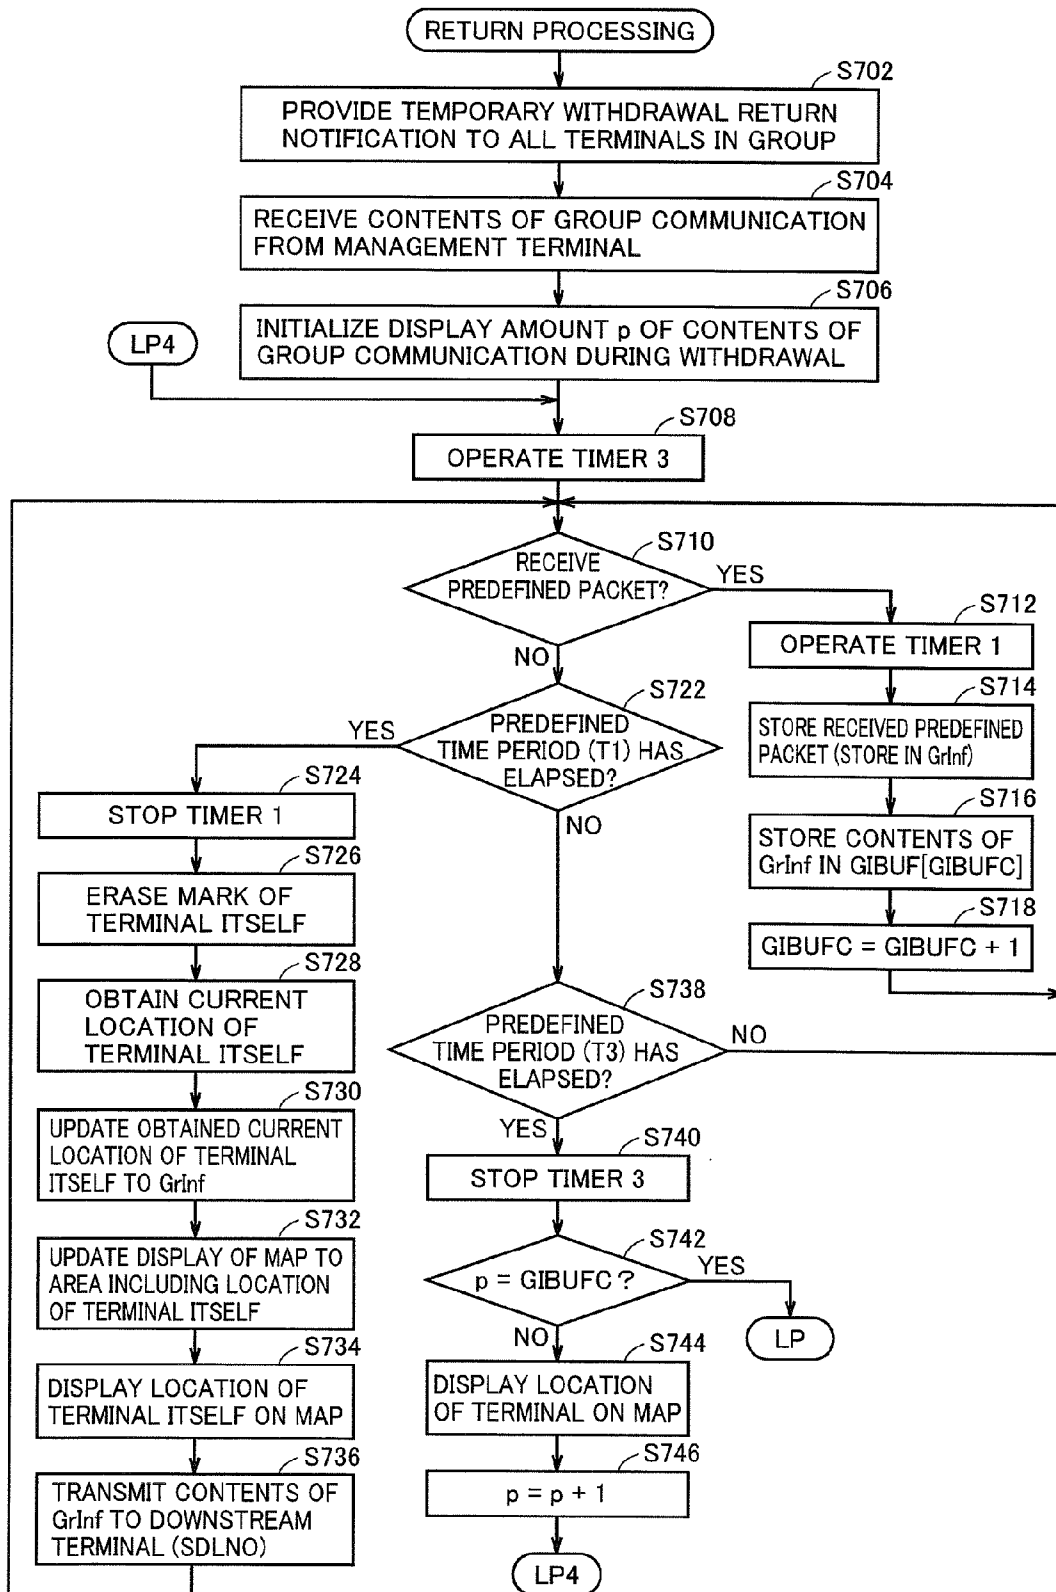 RETURN PROCESSING
S702
PROVIDE TEMPORARY WITHDRAWAL RETURN
NOTIFICATION TO ALL TERMINALS IN GROUP
S704
RECEIVE CONTENTS OF GROUP COMMUNICATION
FROM MANAGEMENT TERMINAL
S706
INITIALIZE DISPLAY AMOUNT p OF CONTENTS OF
GROUP COMMUNICATION DURING WITHDRAWAL
LP4
S708
OPERATE TIMER 3
S710
RECEIVE
PREDEFINED PACKET?
YES
NO
S712
OPERATE TIMER 1
S714
STORE RECEIVED PREDEFINED
PACKET (STORE IN GrInf)
S716
STORE CONTENTS OF
GrInf IN GIBUF[GIBUFC]
S718
GIBUFC = GIBUFC + 1
S722
PREDEFINED
TIME PERIOD (T1) HAS
ELAPSED?
YES
NO
S724
STOP TIMER 1
S726
ERASE MARK OF
TERMINAL ITSELF
S728
OBTAIN CURRENT
LOCATION OF
TERMINAL ITSELF
S730
UPDATE OBTAINED CURRENT
LOCATION OF TERMINAL
ITSELF TO GrInf
S732
UPDATE DISPLAY OF MAP TO
AREA INCLUDING LOCATION
OF TERMINAL ITSELF
S734
DISPLAY LOCATION OF
TERMINAL ITSELF ON MAP
S736
TRANSMIT CONTENTS OF
GrInf TO DOWNSTREAM
TERMINAL (SDLNO)
S738
PREDEFINED
TIME PERIOD (T3) HAS
ELAPSED?
NO
YES
S740
STOP TIMER 3
S742
p = GIBUFC ?
YES
LP
NO
S744
DISPLAY LOCATION
OF TERMINAL ON MAP
S746
p = p + 1
LP4